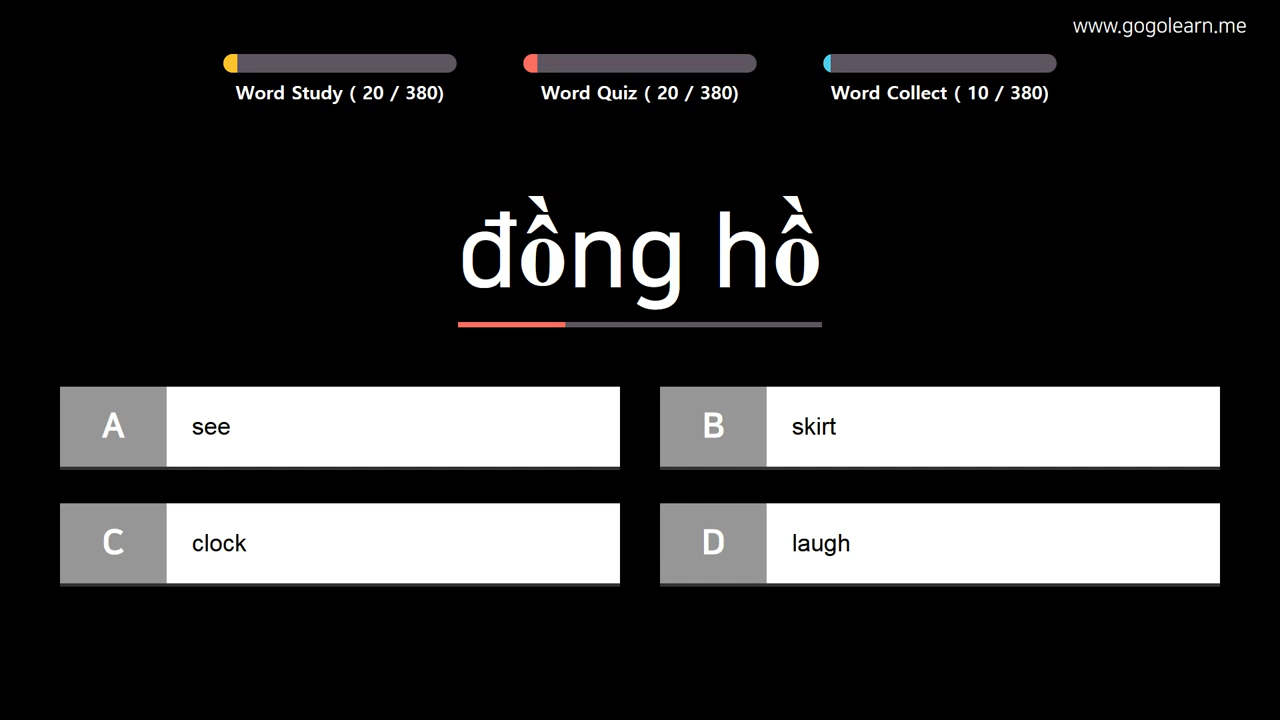 www.gogolearn.me
Word Study ( 20 / 380)
Word Quiz ( 20 / 380)
Word Collect ( 10 / 380)
đồng hồ
A see
B skirt
C clock
D laugh